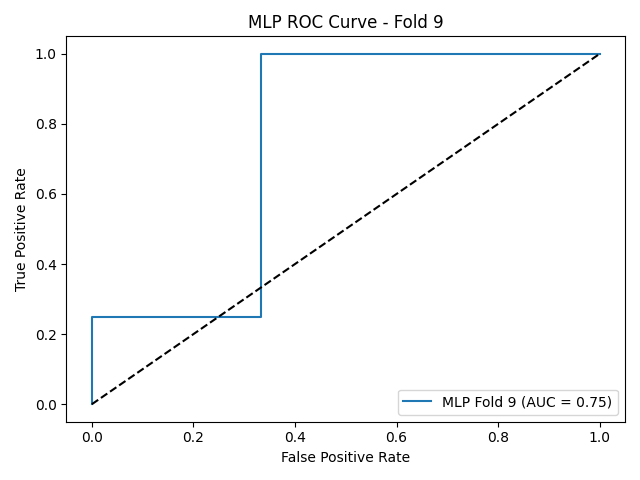 MLP ROC Curve - Fold 9
True Positive Rate
1.0
0.8
0.6
0.4
0.2
0.0
MLP Fold 9 (AUC = 0.75)
0.0 0.2 0.4 0.6 0.8 1.0
False Positive Rate